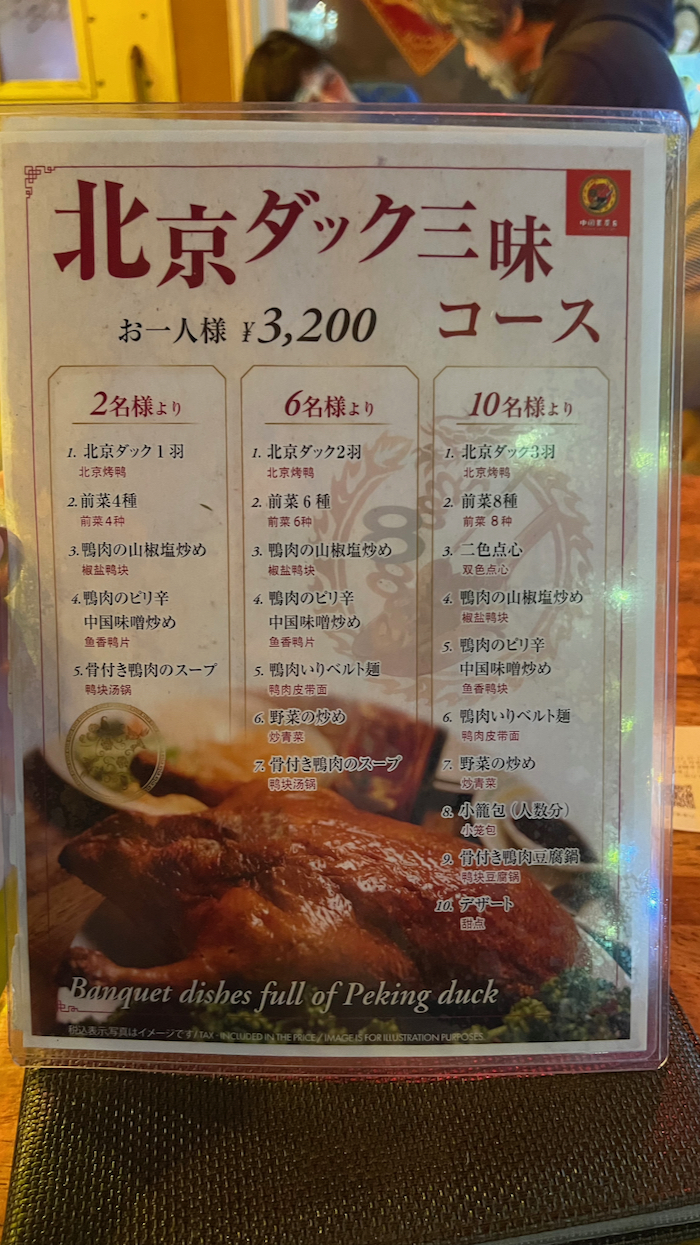 北京ダック三昧
コース
お一人様 ¥3,200
2名様より
1. 北京ダック1羽
北京烤鸭
2. 前菜4種
前菜4种
3. 鴨肉の山椒塩炒め
椒盐鸭块
4. 鴨肉のピリ辛
中国味噌炒め
鱼香鸭片
5. 骨付き鴨肉のスープ
鸭块汤锅
6名様より
1. 北京ダック2羽
北京烤鸭
2. 前菜6種
前菜6种
3. 鴨肉の山椒塩炒め
椒盐鸭块
4. 鴨肉のピリ辛
中国味噌炒め
鱼香鸭片
5. 鴨肉いりベルト麺
鸭肉皮带面
6. 野菜の炒め
炒青菜
7. 骨付き鴨肉のスープ
鸭块汤锅
10名様より
1. 北京ダック3羽
北京烤鸭
2. 前菜8種
前菜 8种
3. 二色点心
双色点心
4. 鴨肉の山椒塩炒め
椒盐鸭块
5. 鴨肉のピリ辛
中国味噌炒め
鱼香鸭块
6. 鴨肉いりベルト麺
鸭肉皮带面
7. 野菜の炒め
炒青菜
8. 小籠包(人数分)
小笼包
9. 骨付き鴨肉豆腐鍋
鸭块豆腐锅
10. デザート
甜点
Banquet dishes full of Peking duck
税込表示,写真はイメージです / TAX - INCLUDED IN THE PRICE / IMAGE IS FOR ILLUSTRATION PURPOSES.